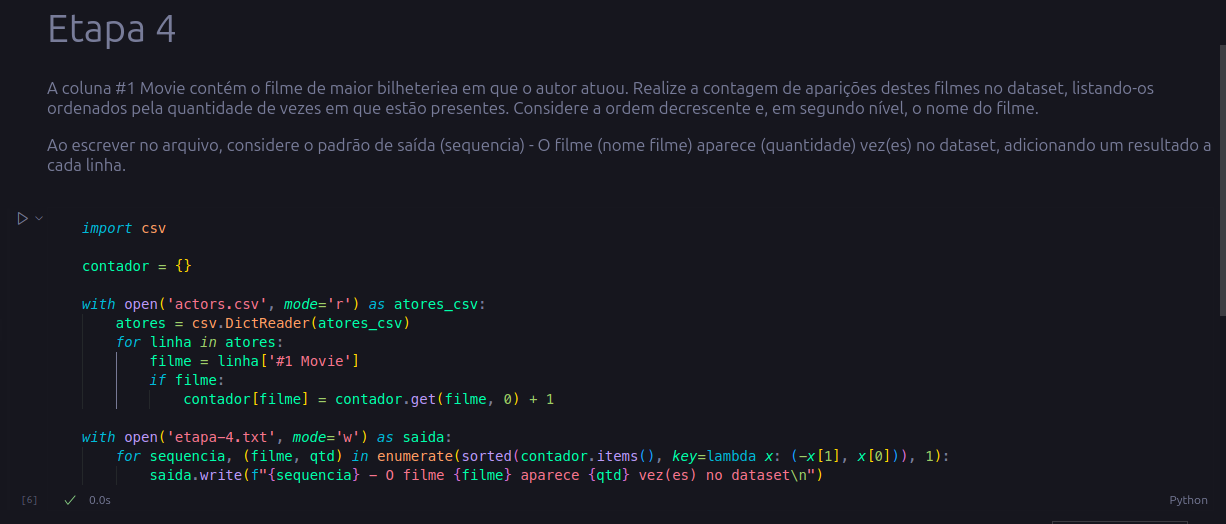 Etapa 4
A coluna #1 Movie contém o filme de maior bilheteriea em que o autor atuou. Realize a contagem de aparições destes filmes no dataset, listando-os
ordenados pela quantidade de vezes em que estão presentes. Considere a ordem decrescente e, em segundo nível, o nome do filme.
Ao escrever no arquivo, considere o padrão de saída (sequencia) - O filme (nome filme) aparece (quantidade) vez(es) no dataset, adicionando um resultado a
cada linha.
import csv
contador = {}
with open('actors.csv', mode='r') as atores_csv:
    atores = csv.DictReader(atores_csv)
    for linha in atores:
        filme = linha['#1 Movie']
        if filme:
            contador[filme] = contador.get(filme, 0) + 1
with open('etapa-4.txt', mode='w') as saida:
    for sequencia, (filme, qtd) in enumerate(sorted(contador.items(), key=lambda x: (-x[1], x[0])), 1):
        saida.write(f"{sequencia} - O filme {filme} aparece {qtd} vez(es) no dataset\n")
[6] 0.0s Python